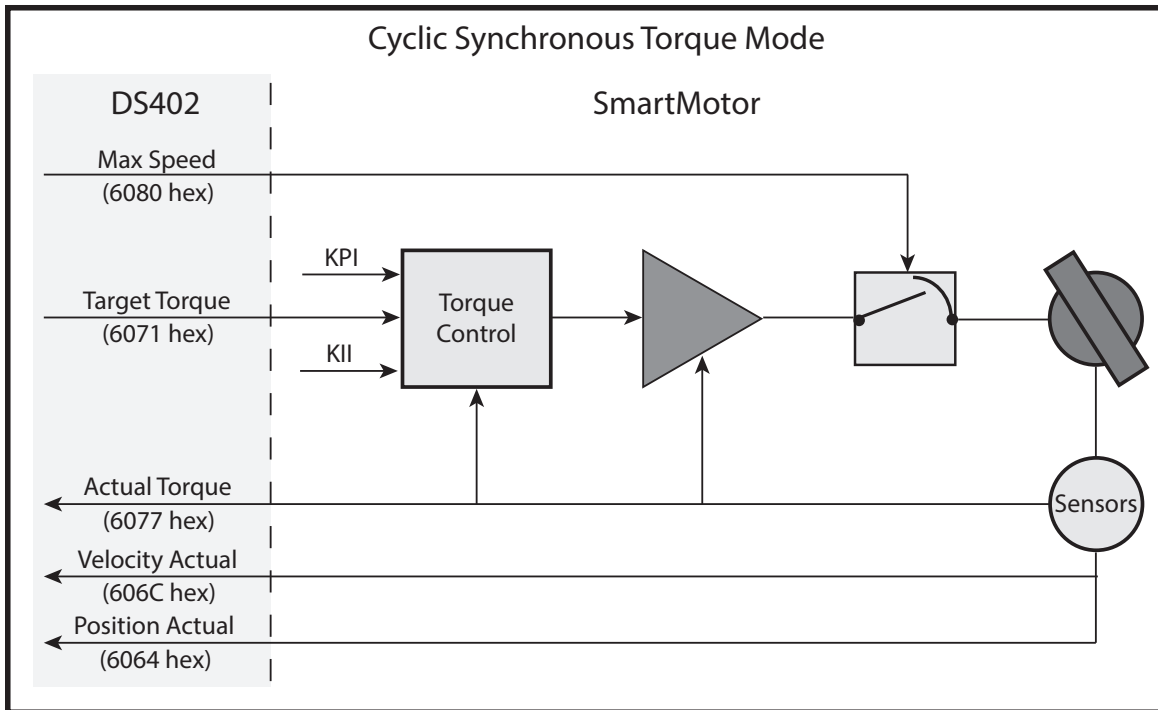 Cyclic Synchronous Torque Mode
DS402
SmartMotor
Max Speed
(6080 hex)
KPI
Target Torque
(6071 hex)
Torque
Control
KII
Actual Torque
(6077 hex)
Sensors
Velocity Actual
(606C hex)
Position Actual
(6064 hex)